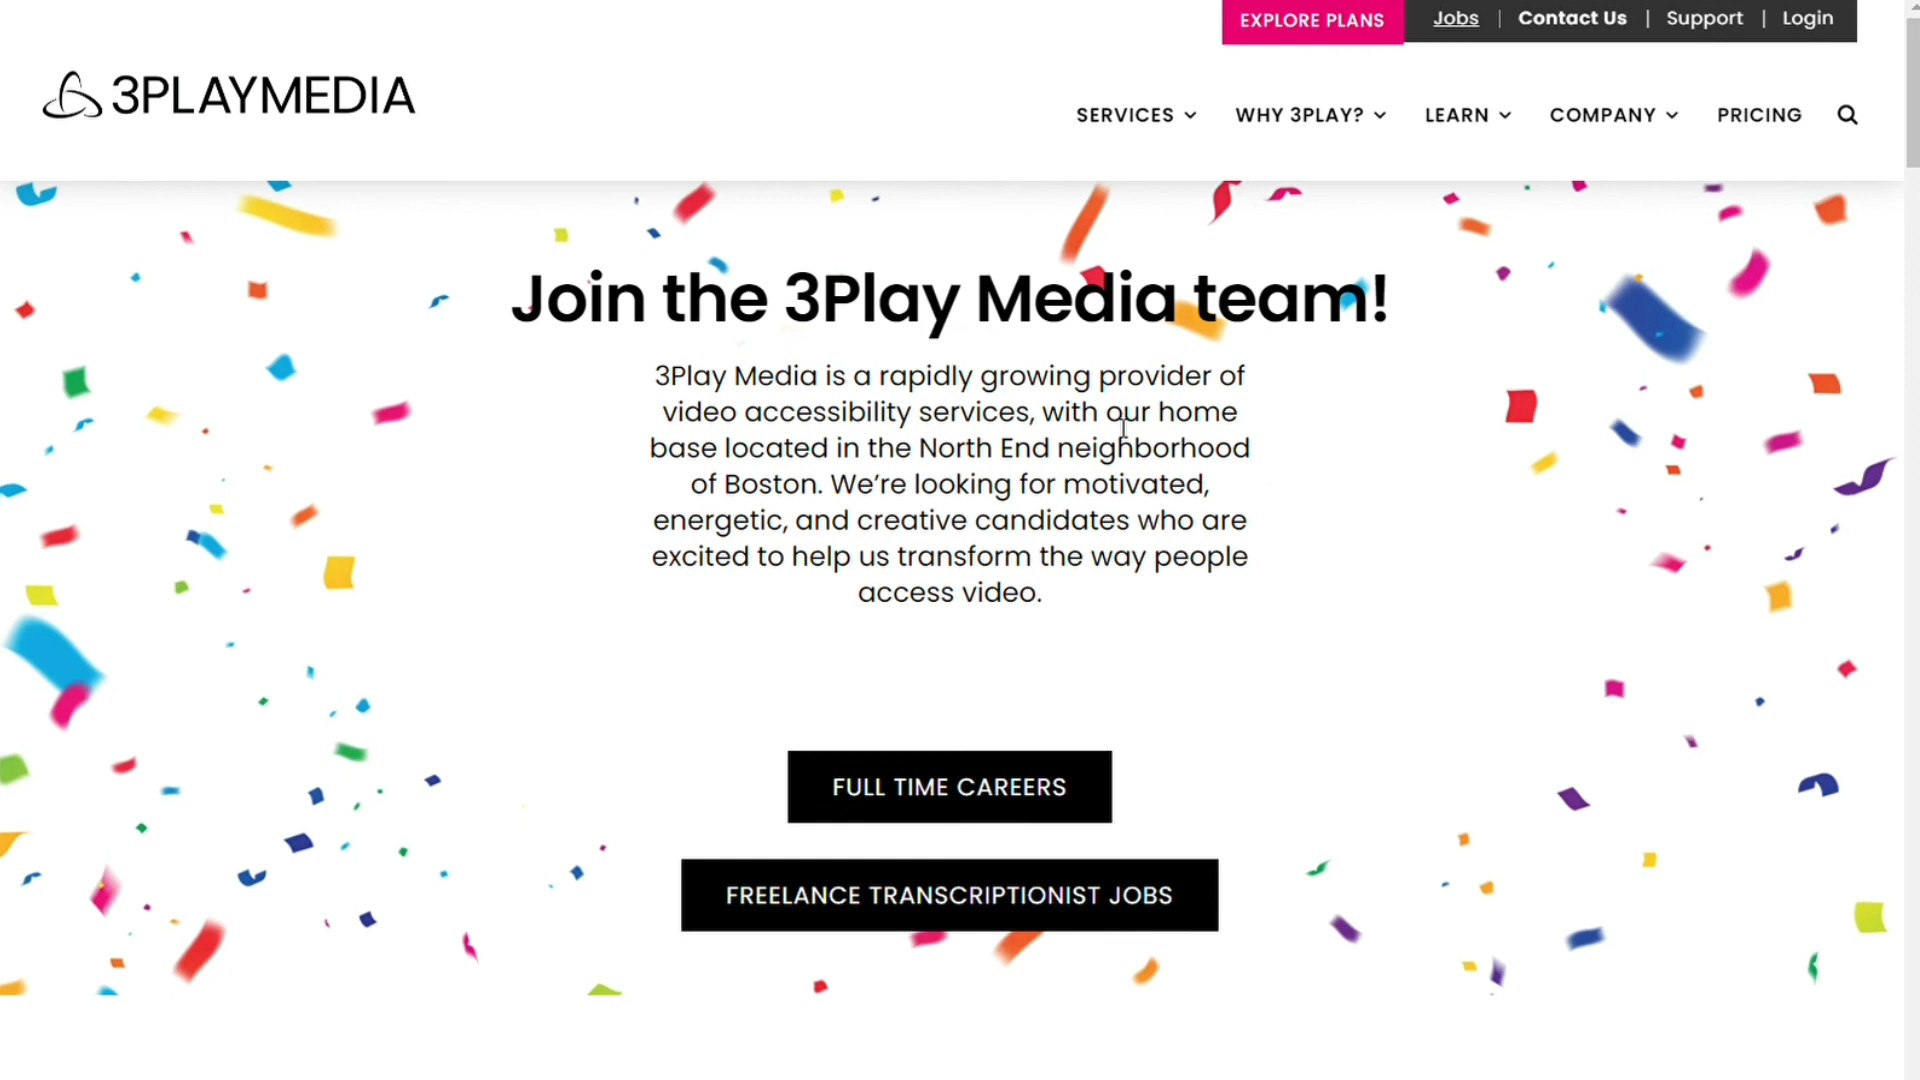 EXPLORE PLANS Jobs | Contact Us | Support | Login
3PLAYMEDIA
SERVICES WHY 3PLAY? LEARN COMPANY PRICING
Join the 3Play Media team!
3Play Media is a rapidly growing provider of
video accessibility services, with our home
base located in the North End neighborhood
of Boston. We’re looking for motivated,
energetic, and creative candidates who are
excited to help us transform the way people
access video.
FULL TIME CAREERS
FREELANCE TRANSCRIPTIONIST JOBS